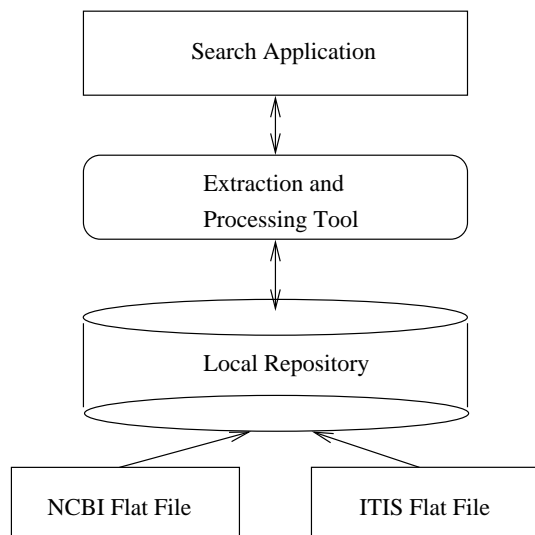 Search Application
Extraction and
Processing Tool
Local Repository
NCBI Flat File
ITIS Flat File